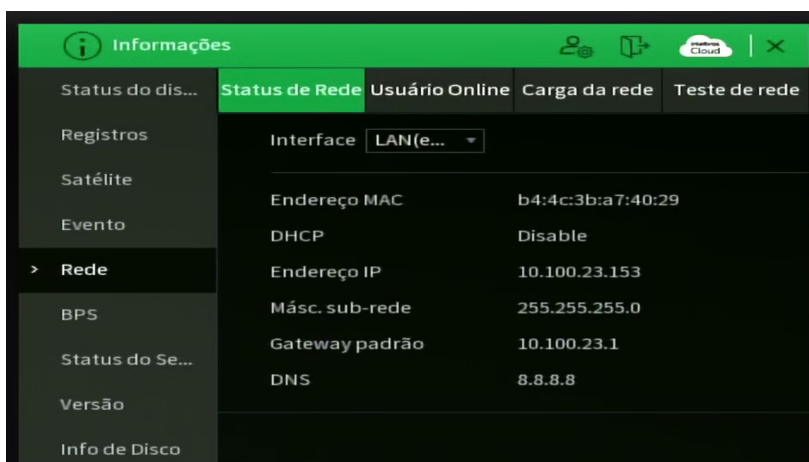 Informações
intelbras Cloud
Status do dis...
Registros
Satélite
Evento
Rede
BPS
Status do Se...
Versão
Info de Disco
Status de Rede Usuário Online Carga da rede Teste de rede
Interface LAN(e...
Endereço MAC b4:4c:3b:a7:40:29
DHCP Disable
Endereço IP 10.100.23.153
Másc. sub-rede 255.255.255.0
Gateway padrão 10.100.23.1
DNS 8.8.8.8